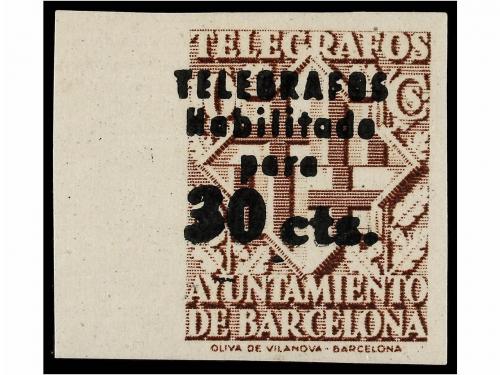 TELEGRAFOS
TELEGRAFOS
Habilitado
para
30 cts.
AYUNTAMIENTO
DE BARCELONA
OLIVA DE VILANOVA - BARCELONA